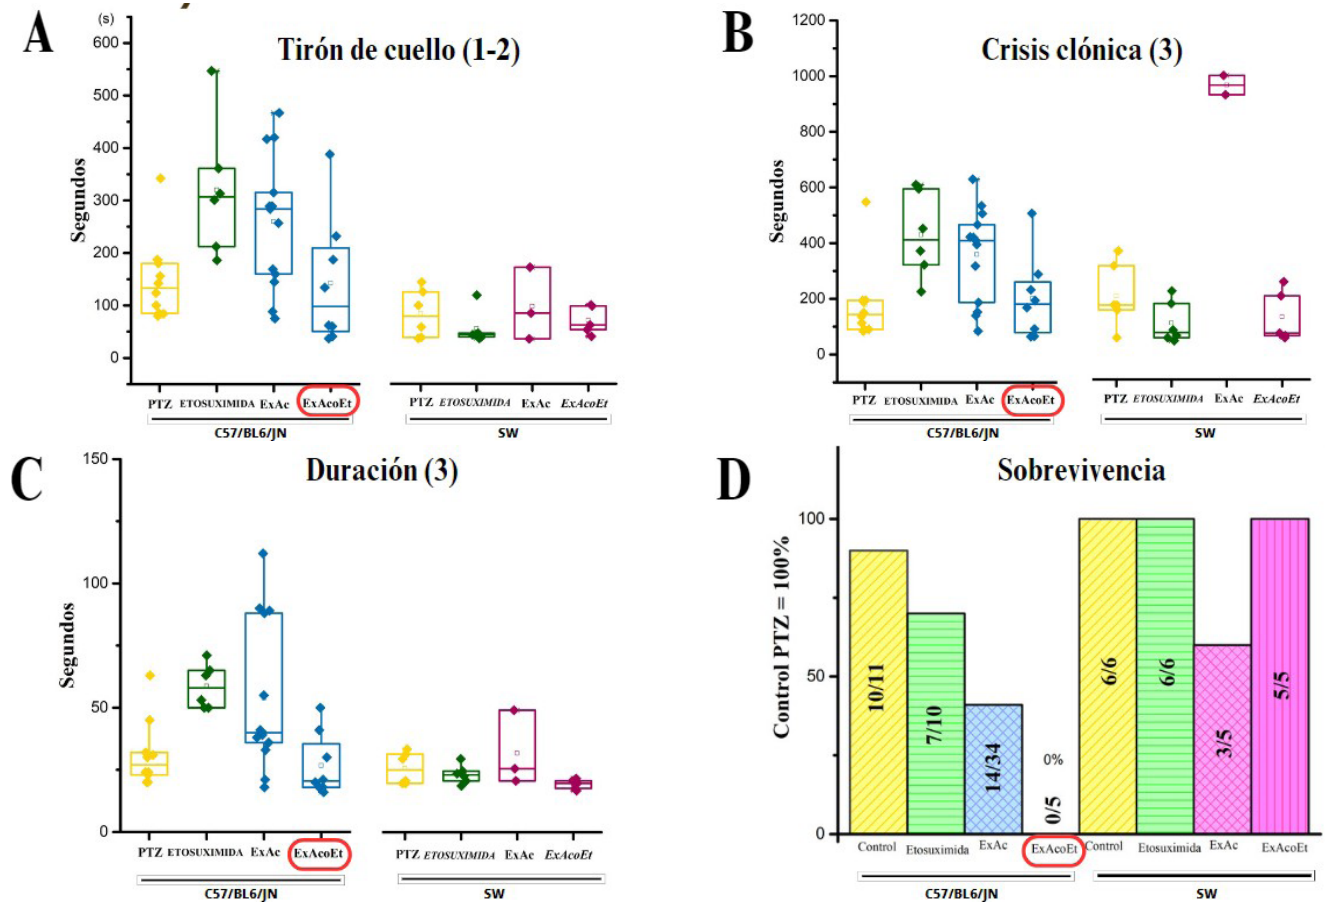 A
(s)
Tirón de cuello (1-2)
600
500
400
300
200
100
0
Segundos
PTZ ETOSUXIMIDA ExAc ExAcoEt
PTZ ETOSUXIMIDA ExAc ExAcoEt
C57/BL6/JN
SW
B
Crisis clónica (3)
1200
1000
800
600
400
200
0
Segundos
PTZ ETOSUXIMIDA ExAc ExAcoEt
PTZ ETOSUXIMIDA ExAc ExAcoEt
C57/BL6/JN
SW
C
Duración (3)
150
100
50
0
Segundos
PTZ ETOSUXIMIDA ExAc ExAcoEt
PTZ ETOSUXIMIDA ExAc ExAcoEt
C57/BL6/JN
SW
D
Sobrevivencia
100
50
0
Control PTZ = 100%
10/11
7/10
14/34
0%
0/5
6/6
6/6
3/5
5/5
Control Etosuximida ExAc ExAcoEt
Control Etosuximida ExAc ExAcoEt
C57/BL6/JN
SW